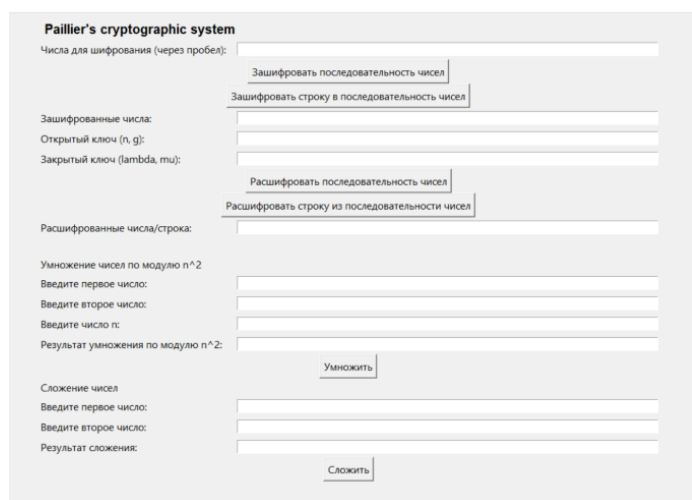 Paillier's cryptographic system
Числа для шифрования (через пробел):
Зашифровать последовательность чисел
Зашифровать строку в последовательность чисел
Зашифрованные числа:
Открытый ключ (n, g):
Закрытый ключ (lambda, mu):
Расшифровать последовательность чисел
Расшифровать строку из последовательности чисел
Расшифрованные числа/строка:
Умножение чисел по модулю n^2
Введите первое число:
Введите второе число:
Введите число n:
Результат умножения по модулю n^2:
Умножить
Сложение чисел
Введите первое число:
Введите второе число:
Результат сложения:
Сложить